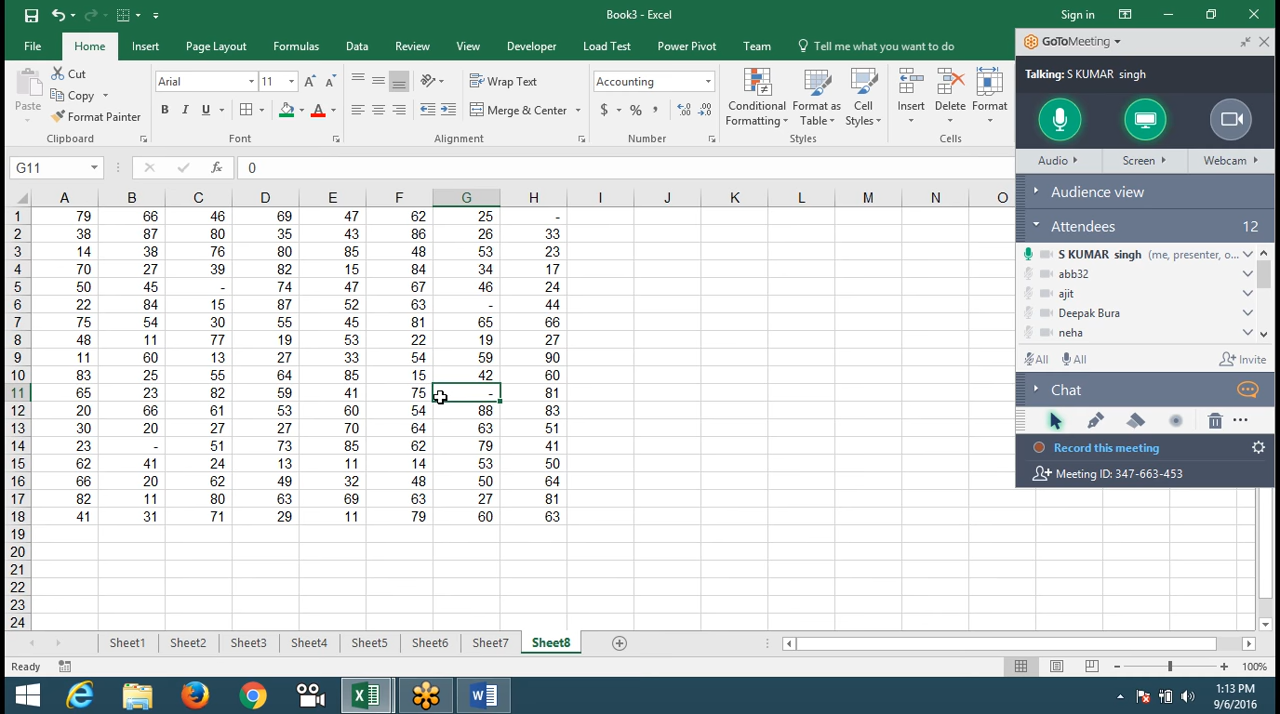 Book3 - Excel
Sign in
File Home Insert Page Layout Formulas Data Review View Developer Load Test Power Pivot Team Tell me what you want to do
Paste
Cut
Copy
Format Painter
Clipboard
Arial 11
B I U
Font
Wrap Text
Merge & Center
Alignment
Accounting
$ % ,
Number
Conditional Formatting
Format as Table
Cell Styles
Styles
Insert
Delete
Format
Cells
G11
fx
0
A B C D E F G H I J K L M N O
1 79 66 46 69 47 62 25 -
2 38 87 80 35 43 86 26 33
3 14 38 76 80 85 48 53 23
4 70 27 39 82 15 84 34 17
5 50 45 - 74 47 67 46 24
6 22 84 15 87 52 63 - 44
7 75 54 30 55 45 81 65 66
8 48 11 77 19 53 22 19 27
9 11 60 13 27 33 54 59 90
10 83 25 55 64 85 15 42 60
11 65 23 82 59 41 75 - 81
12 20 66 61 53 60 54 88 83
13 30 20 27 27 70 64 63 51
14 23 - 51 73 85 62 79 41
15 62 41 24 13 11 14 53 50
16 66 20 62 49 32 48 50 64
17 82 11 80 63 69 63 27 81
18 41 31 71 29 11 79 60 63
19
20
21
22
23
24
Sheet1 Sheet2 Sheet3 Sheet4 Sheet5 Sheet6 Sheet7 Sheet8
Ready
100%
GoToMeeting
Talking: S KUMAR singh
Audio Screen Webcam
Audience view
Attendees 12
S KUMAR singh (me, presenter, o...
abb32
ajit
Deepak Bura
neha
All All Invite
Chat
Record this meeting
Meeting ID: 347-663-453
1:13 PM
9/6/2016